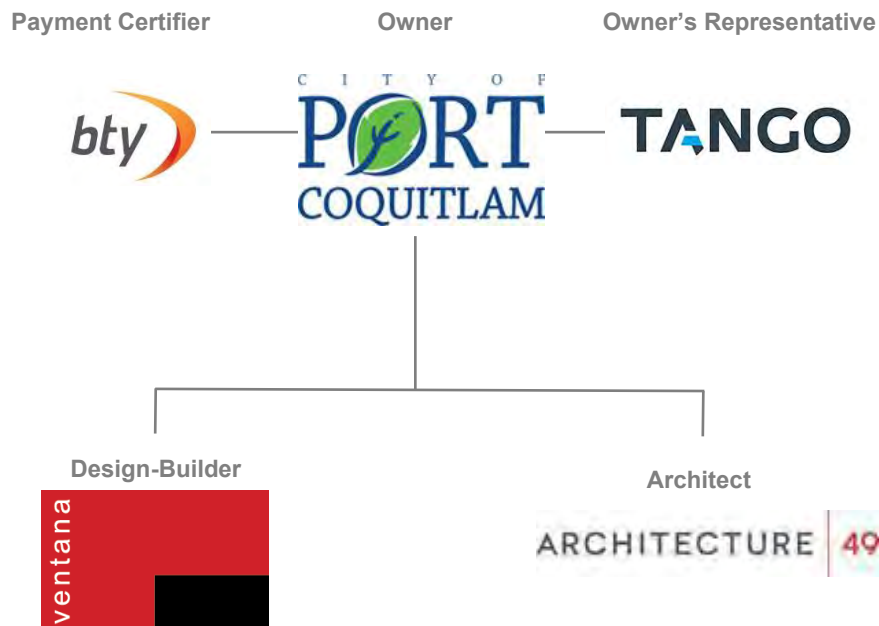 Payment Certifier
Owner
Owner's Representative
CITY OF
bty
PORT
COQUITLAM
TANGO
Design-Builder
Architect
ventana
ARCHITECTURE 49